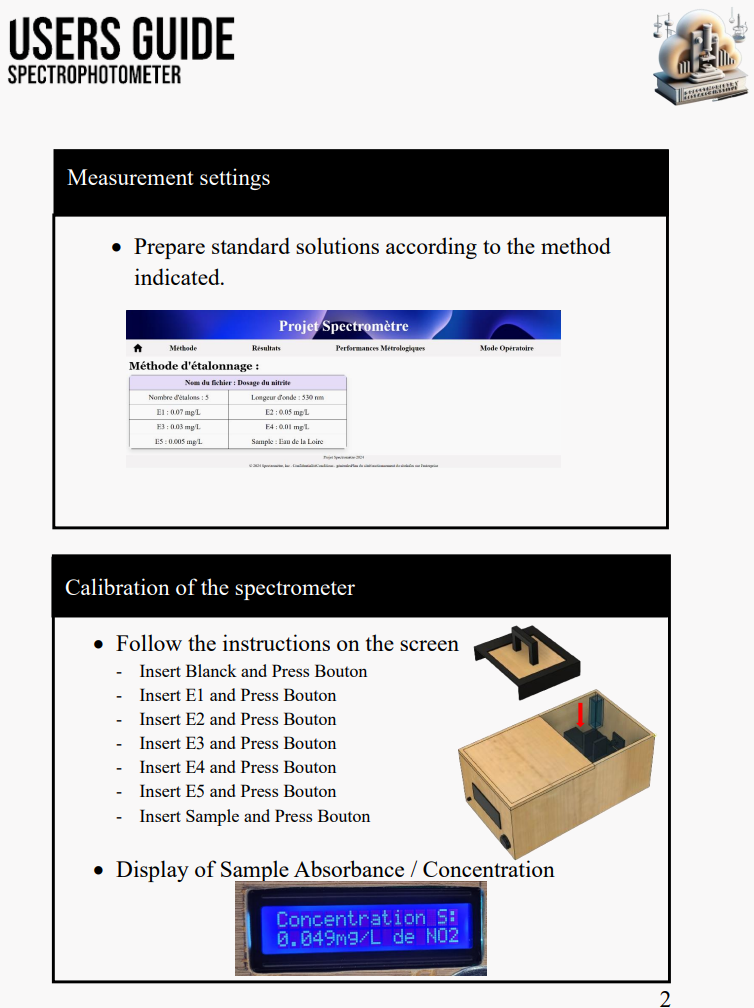 USERS GUIDE
SPECTROPHOTOMETER
Measurement settings
• Prepare standard solutions according to the method
indicated.
Projet Spectromètre
Méthode Résultats Performances Métrologiques Mode Opératoire
Méthode d'étalonnage :
Nom du fichier : Dosage du nitrite
Nombre d'étalons : 5 Longeur d'onde : 530 nm
E1 : 0.07 mg/L E2 : 0.05 mg/L
E3 : 0.03 mg/L E4 : 0.01 mg/L
E5 : 0.005 mg/L Sample : Eau de la Loire
Projet Spectromètre 2024
© 2024 Spectromètre, Inc.
Calibration of the spectrometer
• Follow the instructions on the screen
- Insert Blanck and Press Bouton
- Insert E1 and Press Bouton
- Insert E2 and Press Bouton
- Insert E3 and Press Bouton
- Insert E4 and Press Bouton
- Insert E5 and Press Bouton
- Insert Sample and Press Bouton
• Display of Sample Absorbance / Concentration
Concentration S:
0.049mg/L de NO2
2